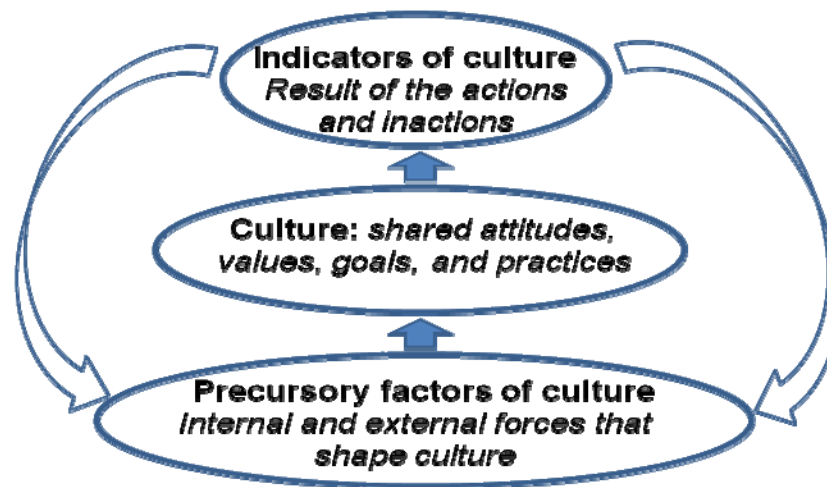 Indicators of culture
Result of the actions
and inactions
Culture: shared attitudes,
values, goals, and practices
Precursory factors of culture
Internal and external forces that
shape culture